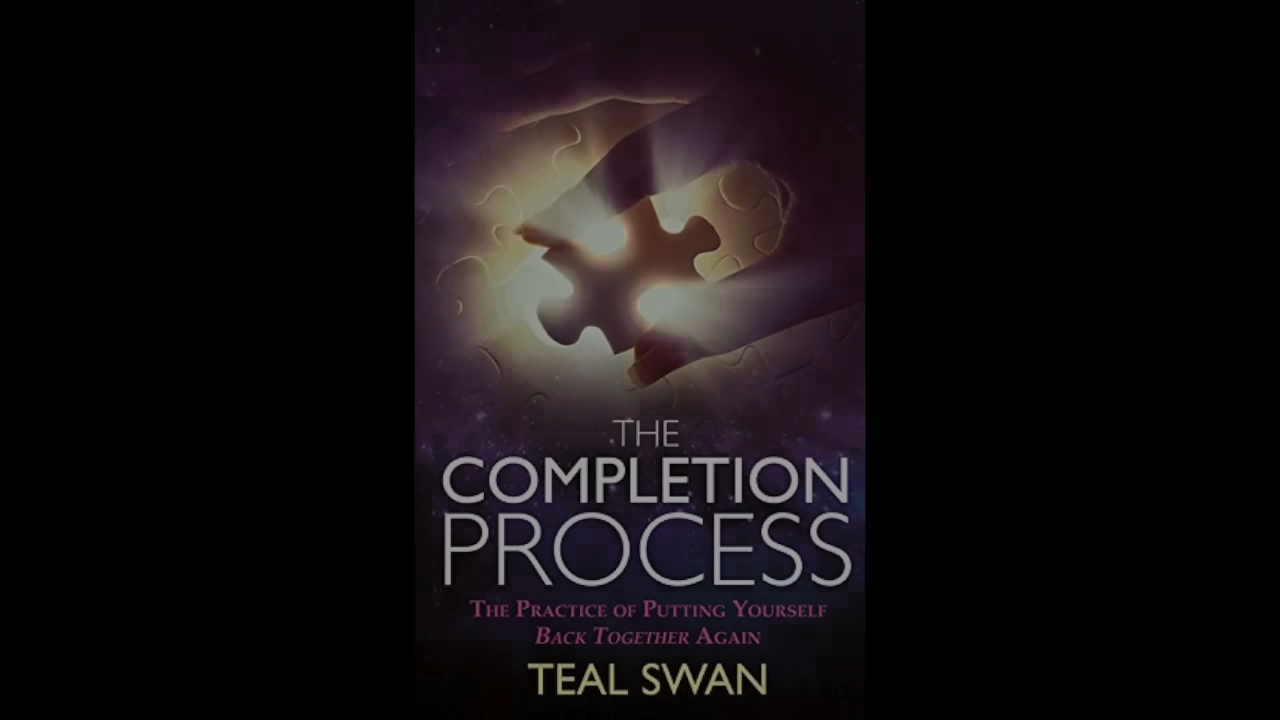 THE
COMPLETION
PROCESS
THE PRACTICE OF PUTTING YOURSELF
BACK TOGETHER AGAIN
TEAL SWAN